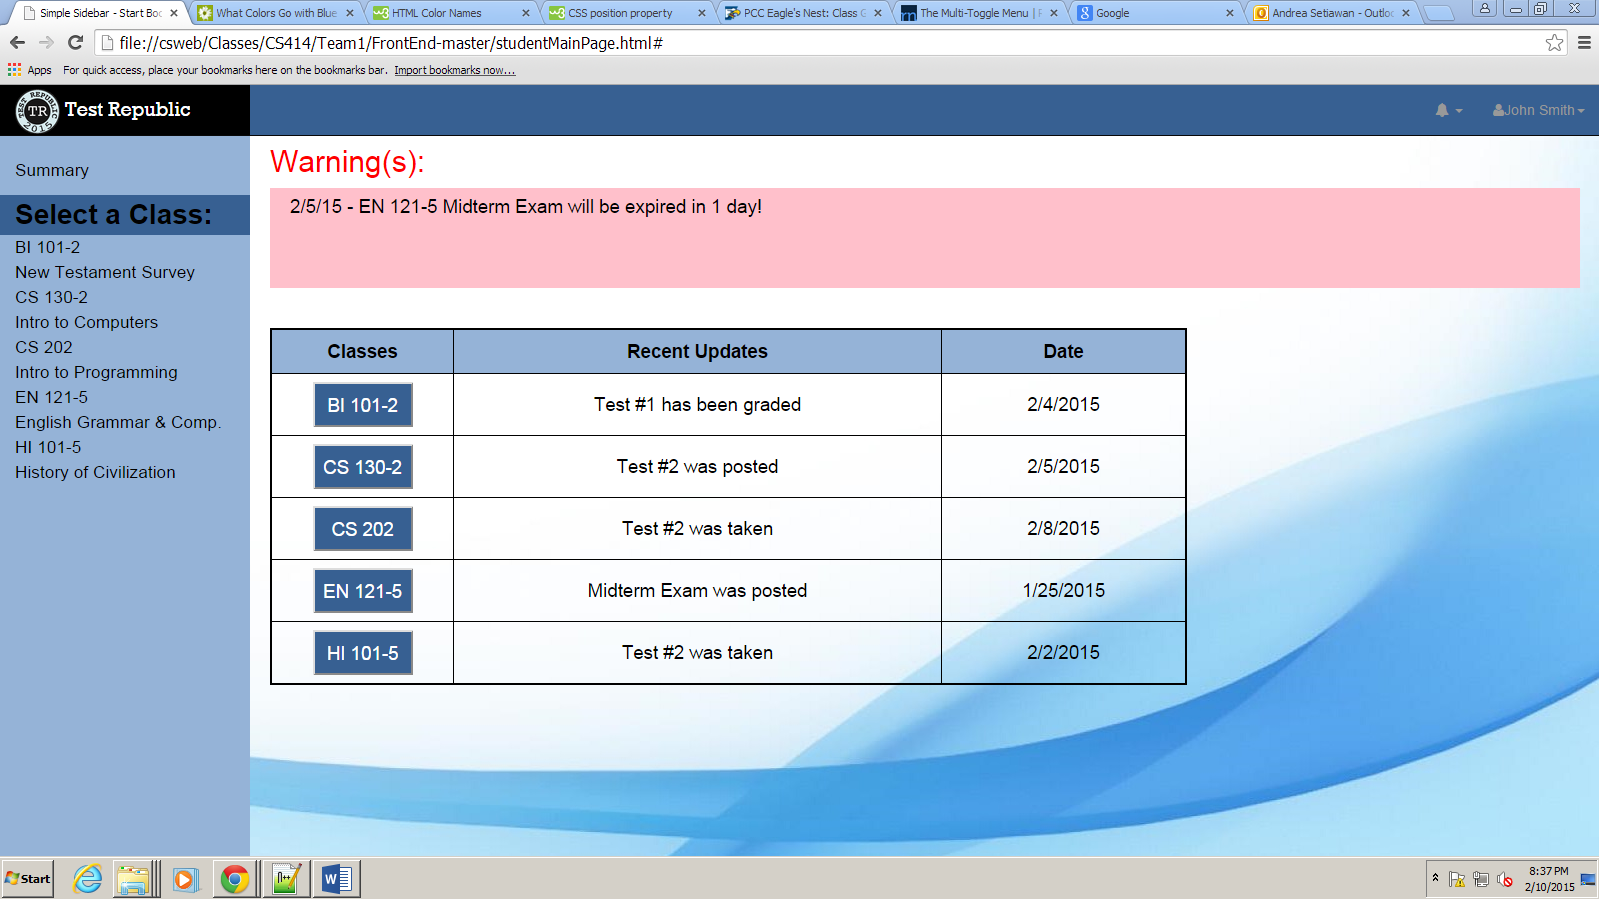 Simple Sidebar - Start Boo
What Colors Go with Blue
HTML Color Names
CSS position property
PCC Eagle's Nest: Class G
The Multi-Toggle Menu | P
Google
Andrea Setiawan - Outloo
file://csweb/Classes/CS414/Team1/FrontEnd-master/studentMainPage.html#
Apps For quick access, place your bookmarks here on the bookmarks bar. Import bookmarks now...
TEST REPUBLIC TR 2015
Test Republic
John Smith
Summary
Select a Class:
BI 101-2
New Testament Survey
CS 130-2
Intro to Computers
CS 202
Intro to Programming
EN 121-5
English Grammar & Comp.
HI 101-5
History of Civilization
Warning(s):
2/5/15 - EN 121-5 Midterm Exam will be expired in 1 day!
Classes Recent Updates Date
BI 101-2 Test #1 has been graded 2/4/2015
CS 130-2 Test #2 was posted 2/5/2015
CS 202 Test #2 was taken 2/8/2015
EN 121-5 Midterm Exam was posted 1/25/2015
HI 101-5 Test #2 was taken 2/2/2015
Start
8:37 PM
2/10/2015